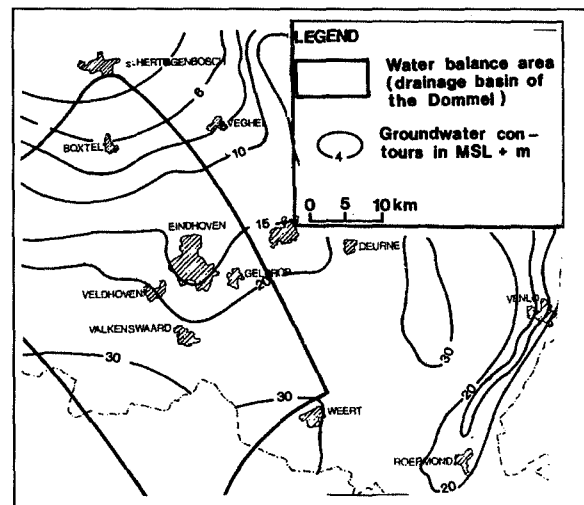 LEGEND
Water balance area
(drainage basin of
the Dommel)
4
Groundwater con-
tours in MSL + m
0 5 10 km
s-HERTOGENBOSCH
6
BOXTEL
VEGHEL
10
15
EINDHOVEN
DEURNE
GELDROP
20
VELDHOVEN
VALKENSWAARD
VENLO
30
30
20
30
WEERT
ROERMOND
20